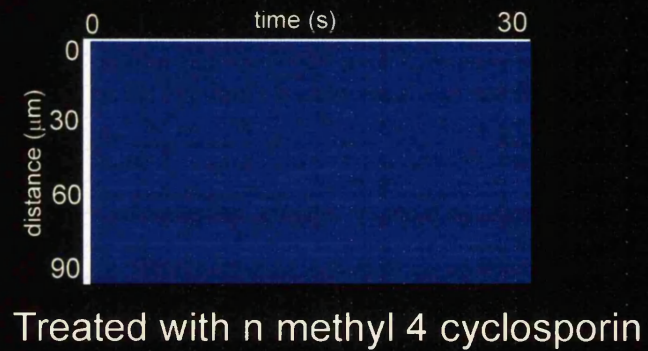 0 time (s) 30
0
30
60
90
distance (μm)
Treated with n methyl 4 cyclosporin